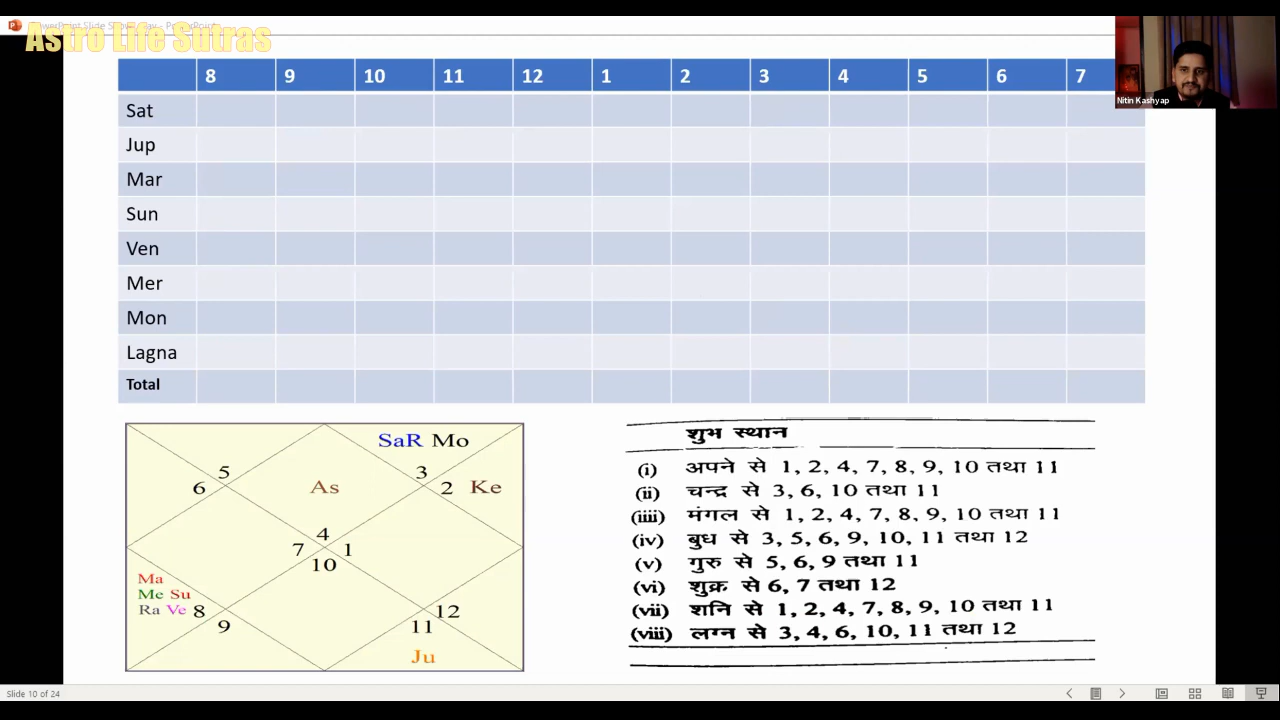 PowerPoint Slide Show
Astro Life Sutras
Nitin Kashyap
8 9 10 11 12 1 2 3 4 5 6 7
Sat
Jup
Mar
Sun
Ven
Mer
Mon
Lagna
Total
SaR Mo
5 3
6 As 2 Ke
4
7 1
10
Ma
Me Su
Ra Ve 8 12
9 11
Ju
शुभ स्थान
(i) अपने से 1, 2, 4, 7, 8, 9, 10 तथा 11
(ii) चन्द्र से 3, 6, 10 तथा 11
(iiii) मंगल से 1, 2, 4, 7, 8, 9, 10 तथा 11
(iv) बुध से 3, 5, 6, 9, 10, 11 तथा 12
(v) गुरु से 5, 6, 9 तथा 11
(vi) शुक्र से 6, 7 तथा 12
(vii) शनि से 1, 2, 4, 7, 8, 9, 10 तथा 11
(viii) लग्न से 3, 4, 6, 10, 11 तथा 12
Slide 10 of 24